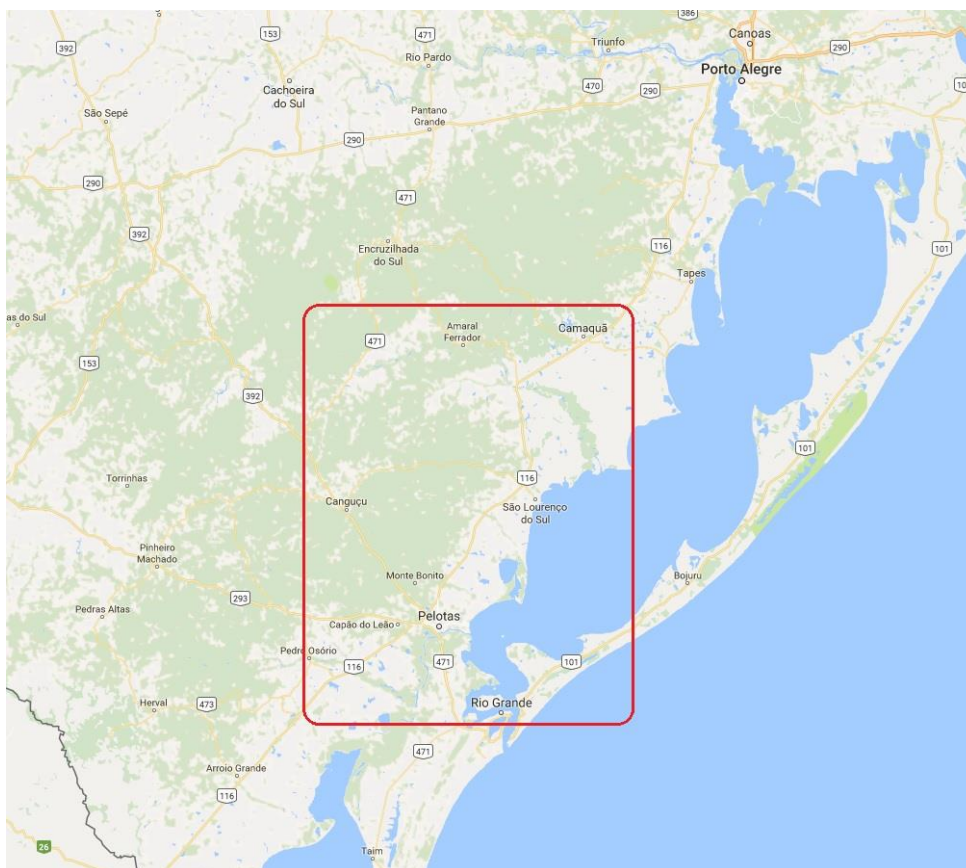 386
Canoas
153
471
Triunfo
392
290
Rio Pardo
Porto Alegre
Cachoeira
do Sul
470
290
10
São Sepé
Pantano
Grande
290
290
471
392
Encruzilhada
do Sul
116
101
Tapes
as do Sul
Amaral
Ferrador
Camaquã
471
153
392
101
Torrinhas
116
Canguçu
São Lourenço
do Sul
Pinheiro
Machado
Monte Bonito
Bojuru
293
Pedras Altas
Pelotas
Capão do Leão
Pedro Osório
116
471
101
Herval
473
Rio Grande
471
Arroio Grande
116
26
Taim